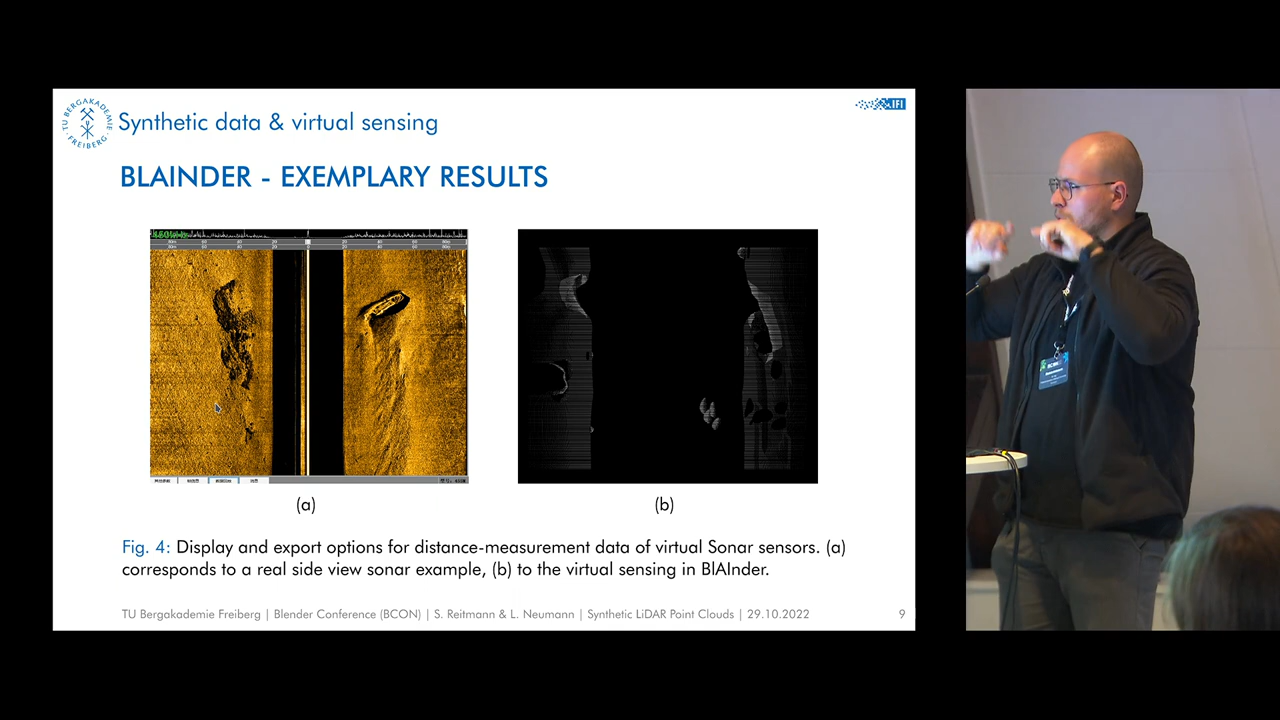 TU BERGAKADEMIE FREIBERG
IFI
Synthetic data & virtual sensing
BLAINDER - EXEMPLARY RESULTS
(a)
(b)
Fig. 4: Display and export options for distance-measurement data of virtual Sonar sensors. (a)
corresponds to a real side view sonar example, (b) to the virtual sensing in BlAInder.
TU Bergakademie Freiberg | Blender Conference (BCON) | S. Reitmann & L. Neumann | Synthetic LiDAR Point Clouds | 29.10.2022
9